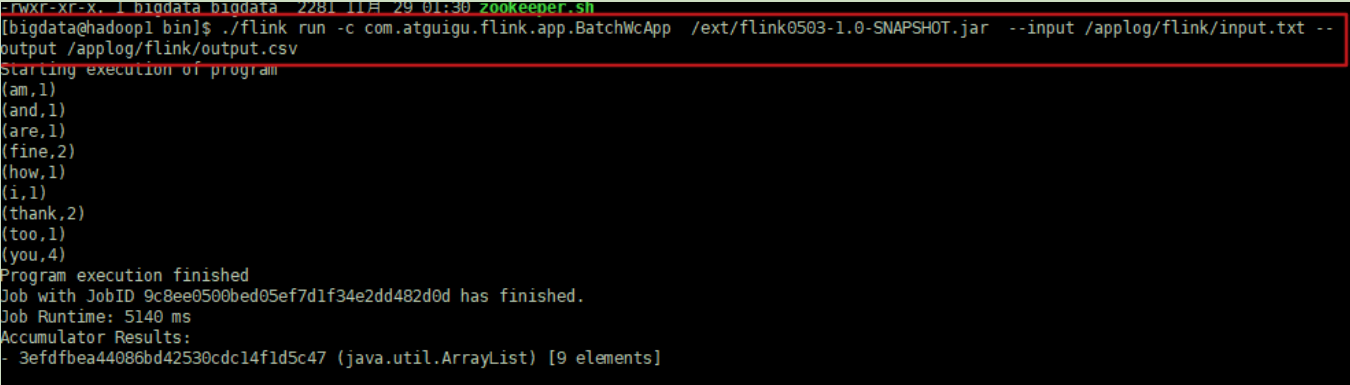 -rwxr-xr-x. 1 bigdata bigdata  2281 11月  29 01:30 zookeeper.sh
[bigdata@hadoop1 bin]$ ./flink run -c com.atguigu.flink.app.BatchWcApp  /ext/flink0503-1.0-SNAPSHOT.jar  --input /applog/flink/input.txt --
output /applog/flink/output.csv
Starting execution of program
(am,1)
(and,1)
(are,1)
(fine,2)
(how,1)
(i,1)
(thank,2)
(too,1)
(you,4)
Program execution finished
Job with JobID 9c8ee0500bed05ef7d1f34e2dd482d0d has finished.
Job Runtime: 5140 ms
Accumulator Results:
- 3efdfbea44086bd42530cdc14f1d5c47 (java.util.ArrayList) [9 elements]